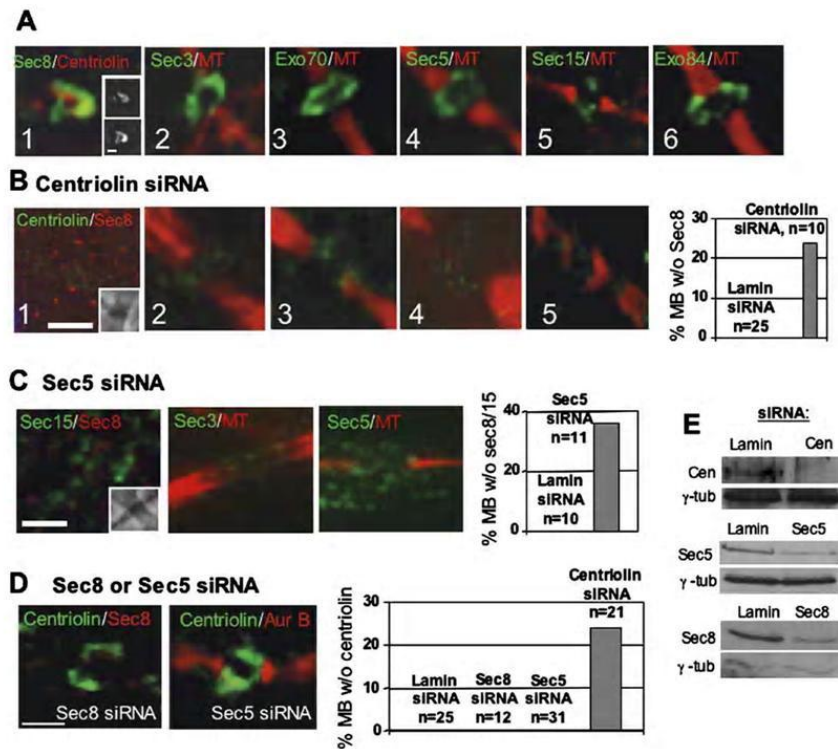 A
Sec8/Centriolin
Sec3/MT
Exo70/MT
Sec5/MT
Sec15/MT
Exo84/MT
1
2
3
4
5
6
B Centriolin siRNA
Centriolin/Sec8
1
2
3
4
5
% MB w/o Sec8
30
20
10
0
Centriolin
siRNA, n=10
Lamin
siRNA
n=25
C Sec5 siRNA
Sec15/Sec8
Sec3/MT
Sec5/MT
% MB w/o sec8/15
40
20
0
Sec5
siRNA
n=11
Lamin
siRNA
n=10
D Sec8 or Sec5 siRNA
Centriolin/Sec8
Sec8 siRNA
Centriolin/Aur B
Sec5 siRNA
% MB w/o centriolin
30
20
10
0
Lamin
siRNA
n=25
Sec8
siRNA
n=12
Sec5
siRNA
n=31
Centriolin
siRNA
n=21
E
siRNA:
Lamin Cen
Cen
γ-tub
Lamin Sec5
Sec5
γ-tub
Lamin Sec8
Sec8
γ-tub